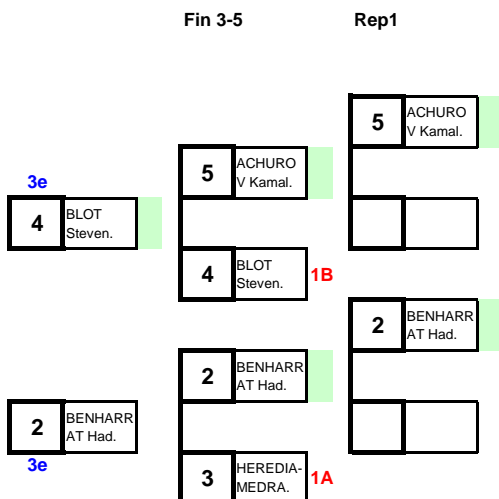 Fin 3-5
Rep1
5
ACHURO
V Kamal.
5
ACHURO
V Kamal.
3e
4
BLOT
Steven.
4
BLOT
Steven.
1B
2
BENHARR
AT Had.
2
BENHARR
AT Had.
2
BENHARR
AT Had.
3e
3
HEREDIA-
MEDRA.
1A